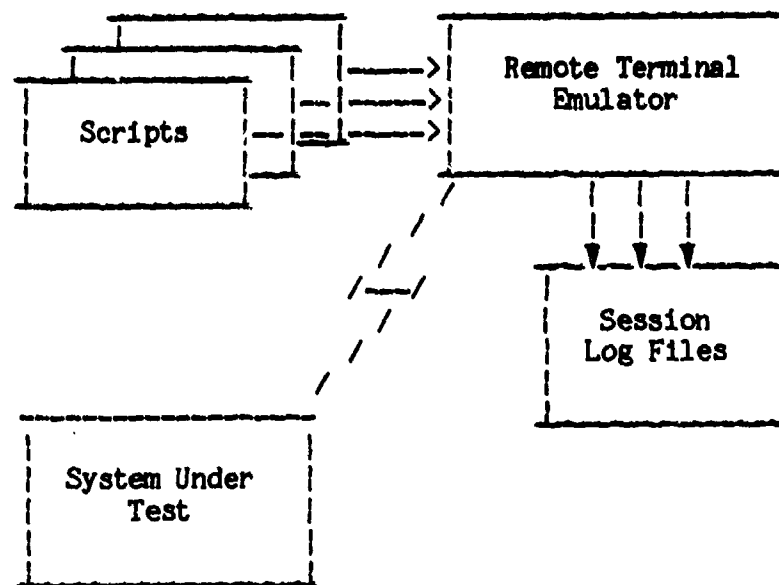 Scripts
Remote Terminal
Emulator
Session
Log Files
System Under
Test